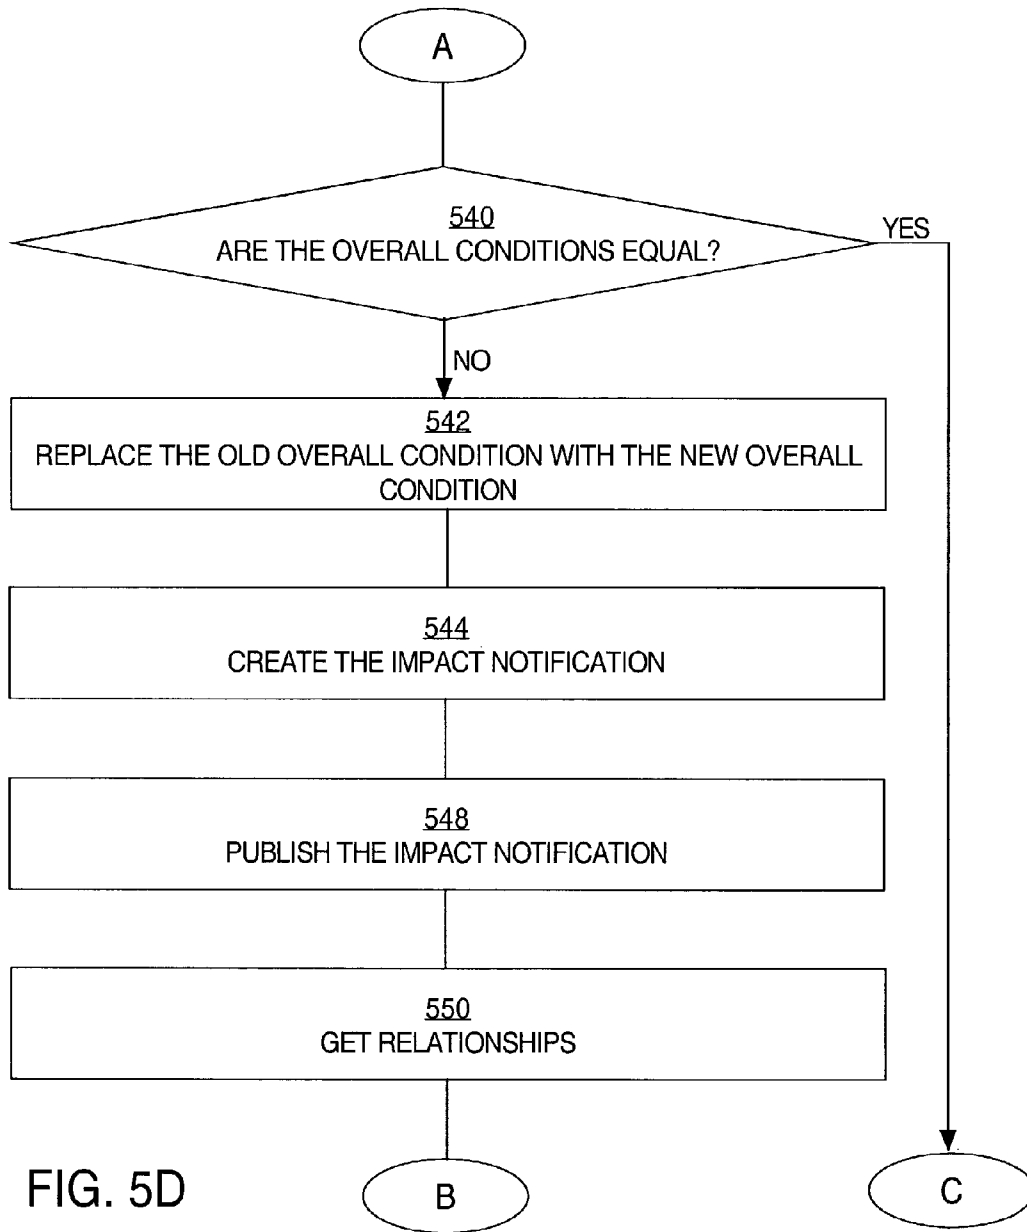 A
540
ARE THE OVERALL CONDITIONS EQUAL?
YES
NO
542
REPLACE THE OLD OVERALL CONDITION WITH THE NEW OVERALL
CONDITION
544
CREATE THE IMPACT NOTIFICATION
548
PUBLISH THE IMPACT NOTIFICATION
550
GET RELATIONSHIPS
FIG. 5D
B
C